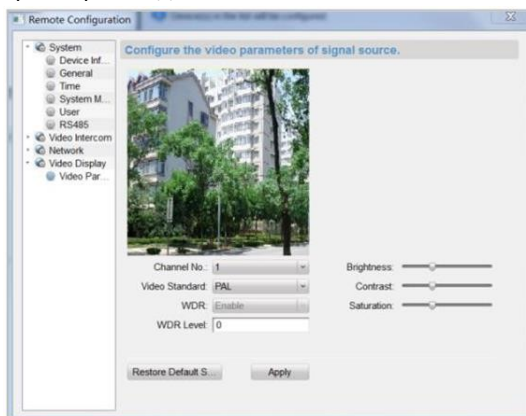 Remote Configuration
System
Device Inf...
General
Time
System M...
User
RS485
Video Intercom
Network
Video Display
Video Par...
Configure the video parameters of signal source.
Channel No.: 1
Video Standard: PAL
WDR: Enable
WDR Level: 0
Brightness:
Contrast:
Saturation:
Restore Default S...
Apply